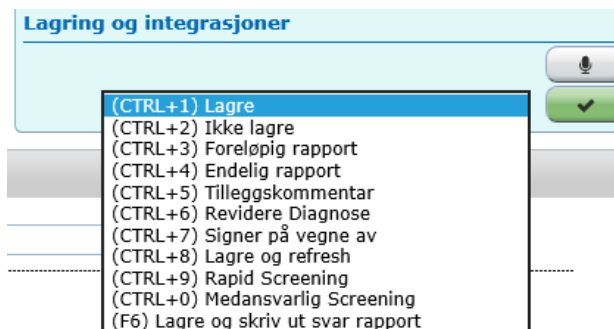 Lagring og integrasjoner
(CTRL+1) Lagre
(CTRL+2) Ikke lagre
(CTRL+3) Foreløpig rapport
(CTRL+4) Endelig rapport
(CTRL+5) Tilleggskommentar
(CTRL+6) Revidere Diagnose
(CTRL+7) Signer på vegne av
(CTRL+8) Lagre og refresh
(CTRL+9) Rapid Screening
(CTRL+0) Medansvarlig Screening
(F6) Lagre og skriv ut svar rapport